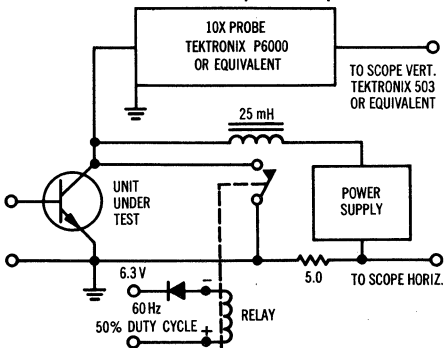 10X PROBE
TEKTRONIX P6000
OR EQUIVALENT
TO SCOPE VERT.
TEKTRONIX 503
OR EQUIVALENT
25 mH
UNIT
UNDER
TEST
POWER
SUPPLY
5.0
TO SCOPE HORIZ.
6.3 V
−
60 Hz
RELAY
50% DUTY CYCLE
+